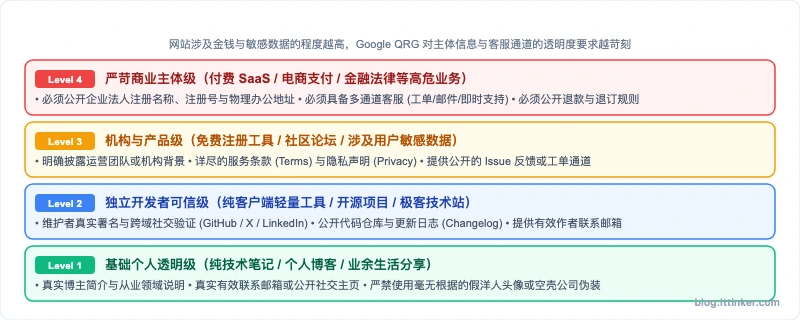 网站涉及金钱与敏感数据的程度越高，Google QRG 对主体信息与客服通道的透明度要求越苛刻
Level 4 严苛商业主体级（付费 SaaS / 电商支付 / 金融法律等高危业务）
• 必须公开企业法人注册名称、注册号与物理办公地址 • 必须具备多通道客服 (工单/邮件/即时支持) • 必须公开退款与退订规则
Level 3 机构与产品级（免费注册工具 / 社区论坛 / 涉及用户敏感数据）
• 明确披露运营团队或机构背景 • 详尽的服务条款 (Terms) 与隐私声明 (Privacy) • 提供公开的 Issue 反馈或工单通道
Level 2 独立开发者可信级（纯客户端轻量工具 / 开源项目 / 极客技术站）
• 维护者真实署名与跨域社交验证 (GitHub / X / LinkedIn) • 公开代码仓库与更新日志 (Changelog) • 提供有效作者联系邮箱
Level 1 基础个人透明级（纯技术笔记 / 个人博客 / 业余生活分享）
• 真实博主简介与从业领域说明 • 真实有效联系邮箱或公开社交主页 • 严禁使用毫无根据的假洋人头像或空壳公司伪装
blog.ittinker.com